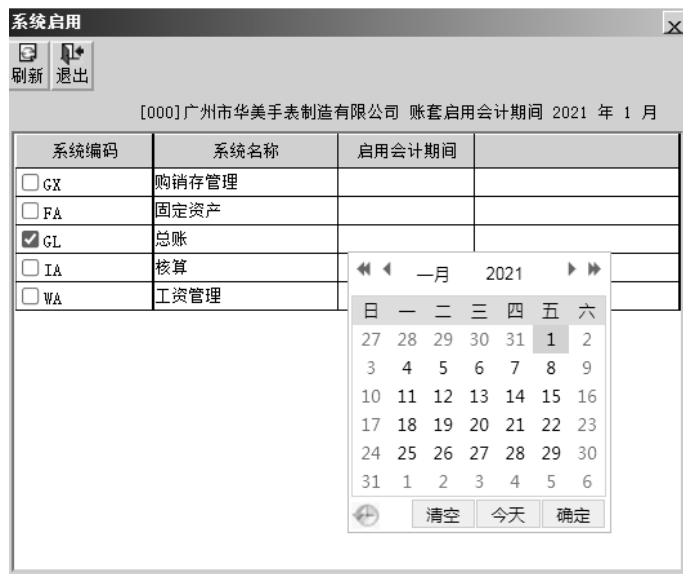 系统启用
刷新 退出
[000]广州市华美手表制造有限公司 账套启用会计期间 2021 年 1 月
系统编码 系统名称 启用会计期间
GX 购销存管理
FA 固定资产
GL 总账
IA 核算
WA 工资管理
一月 2021
日 一 二 三 四 五 六
27 28 29 30 31 1 2
3 4 5 6 7 8 9
10 11 12 13 14 15 16
17 18 19 20 21 22 23
24 25 26 27 28 29 30
31 1 2 3 4 5 6
清空 今天 确定